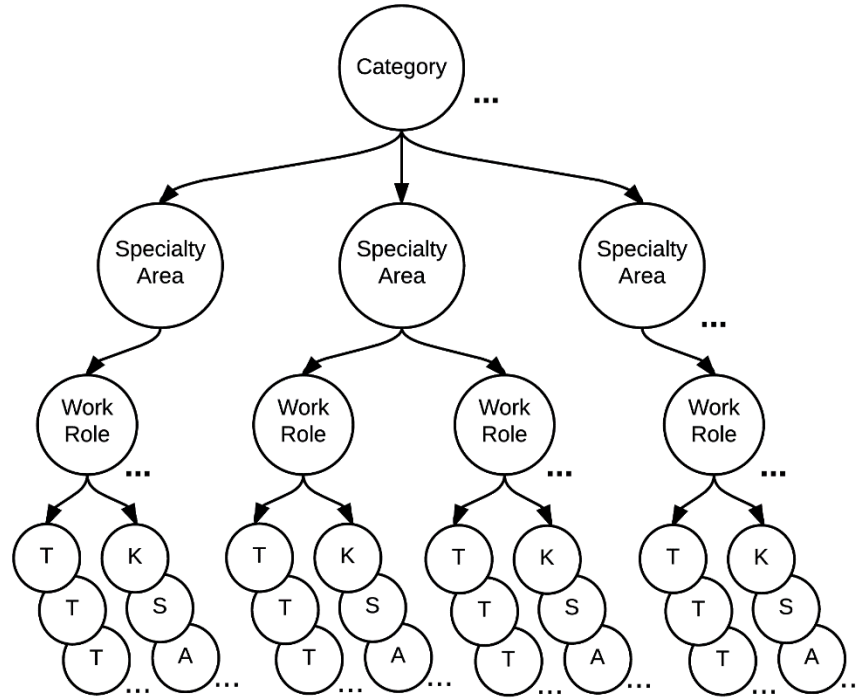 Category
...
Specialty
Area
Specialty
Area
Specialty
Area
...
Work
Role
...
Work
Role
Work
Role
...
Work
Role
...
T K T K T K T K
T S T S T S T S
T A T A T A T A
... ... ... ... ... ... ... ...